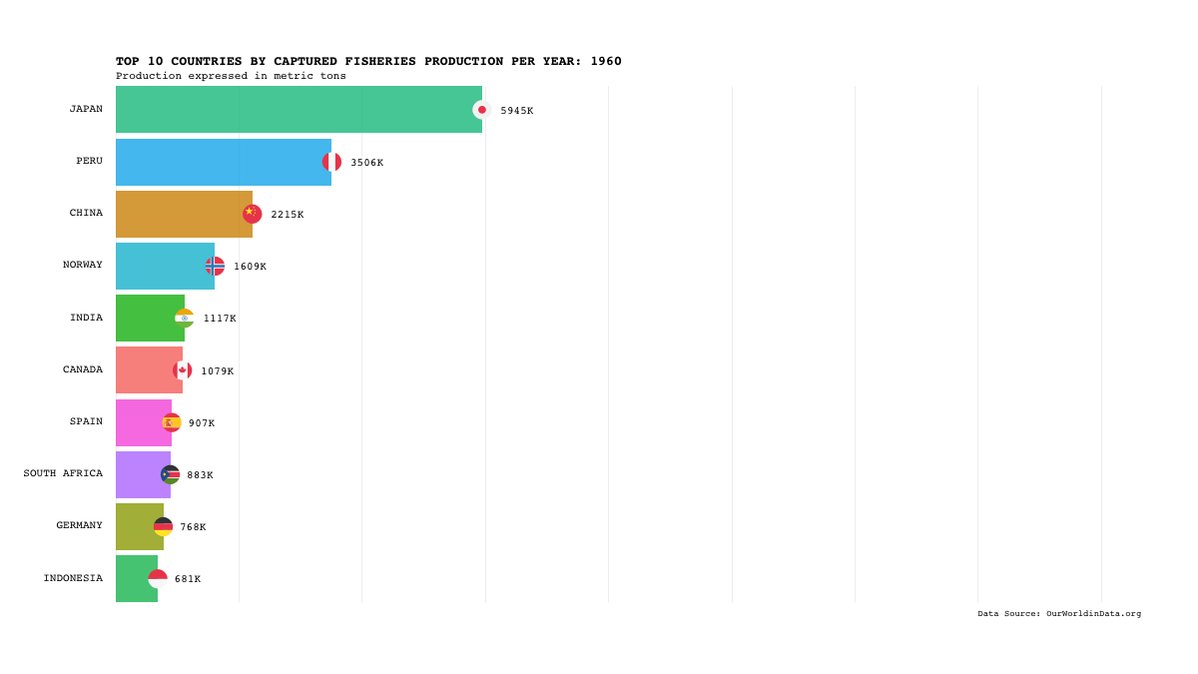 TOP 10 COUNTRIES BY CAPTURED FISHERIES PRODUCTION PER YEAR: 1960
Production expressed in metric tons
JAPAN 5945K
PERU 3506K
CHINA 2215K
NORWAY 1609K
INDIA 1117K
CANADA 1079K
SPAIN 907K
SOUTH AFRICA 883K
GERMANY 768K
INDONESIA 681K
Data Source: OurWorldinData.org